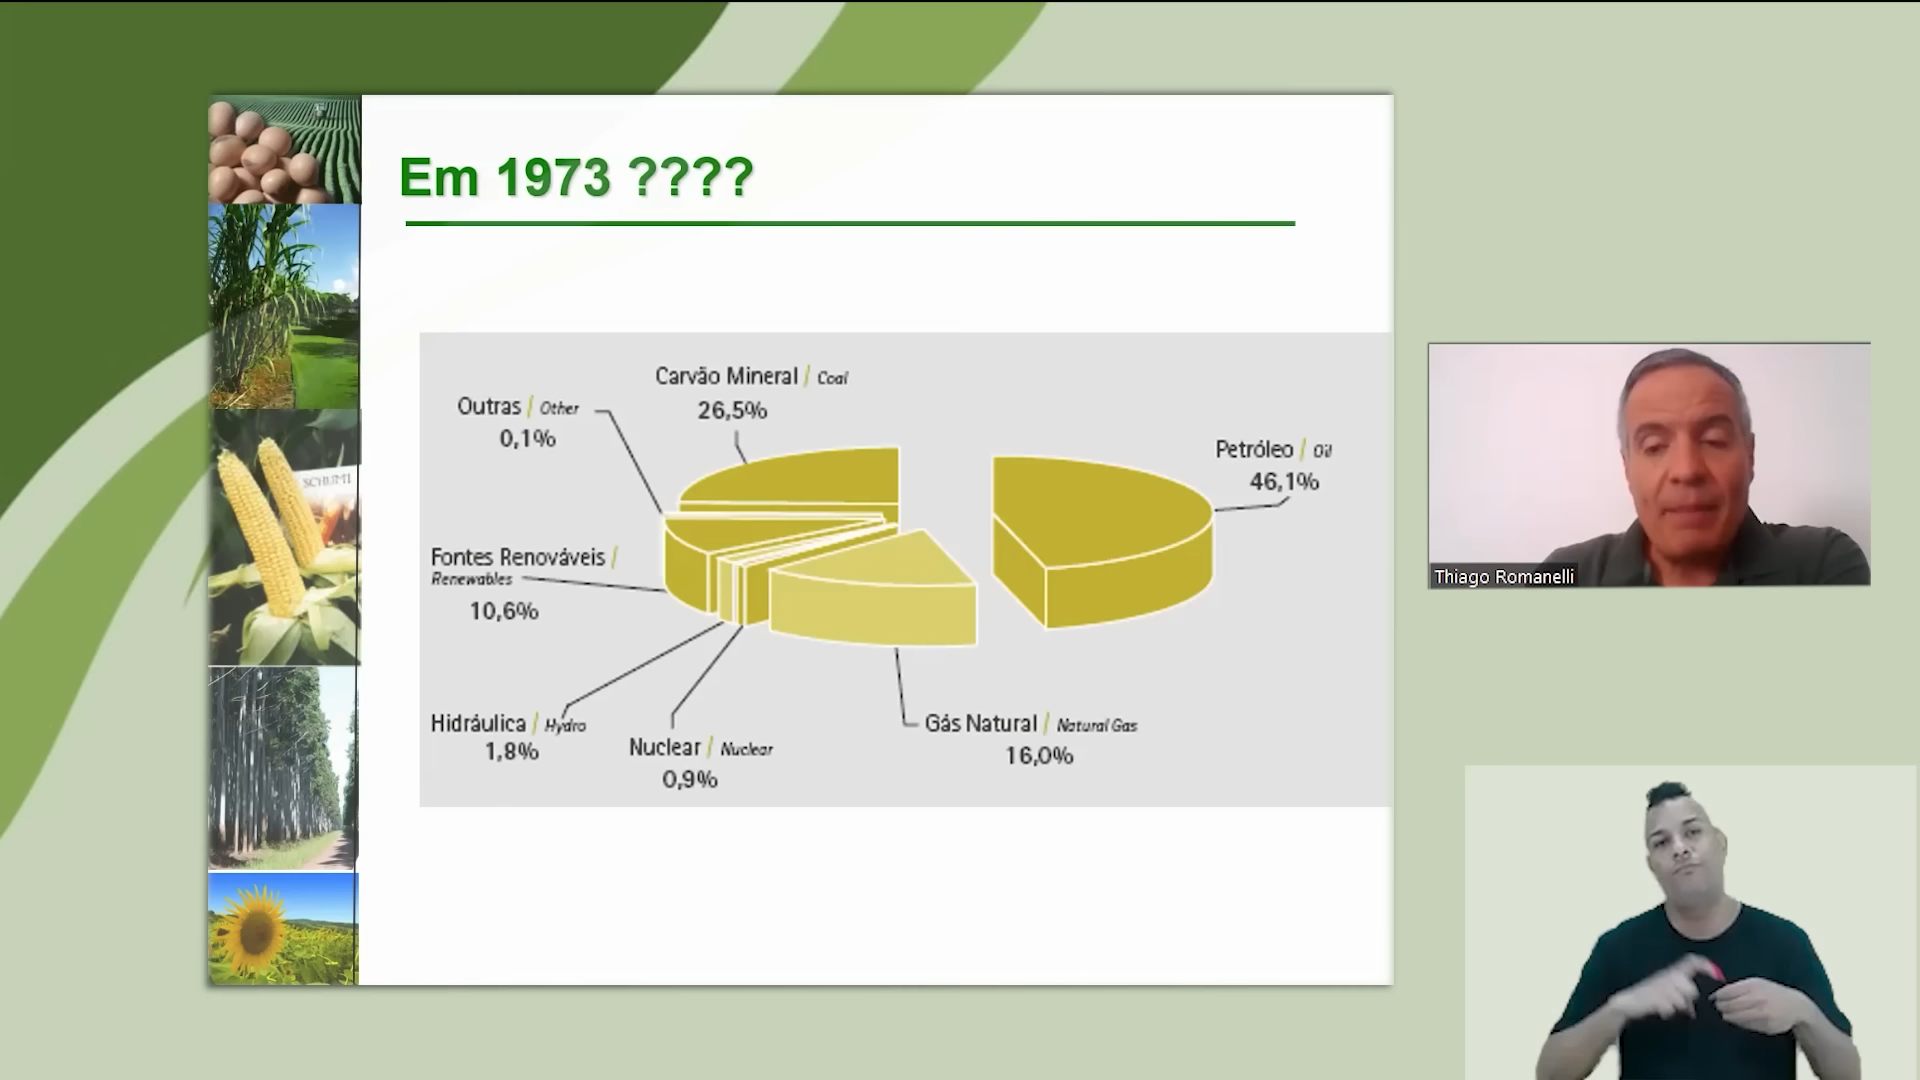 Em 1973 ????
Carvão Mineral / Coal
26,5%
Outras / Other
0,1%
Petróleo / Oil
46,1%
Fontes Renováveis /
Renewables
10,6%
Hidráulica / Hydro
1,8%
Nuclear / Nuclear
0,9%
Gás Natural / Natural Gas
16,0%
Thiago Romanelli